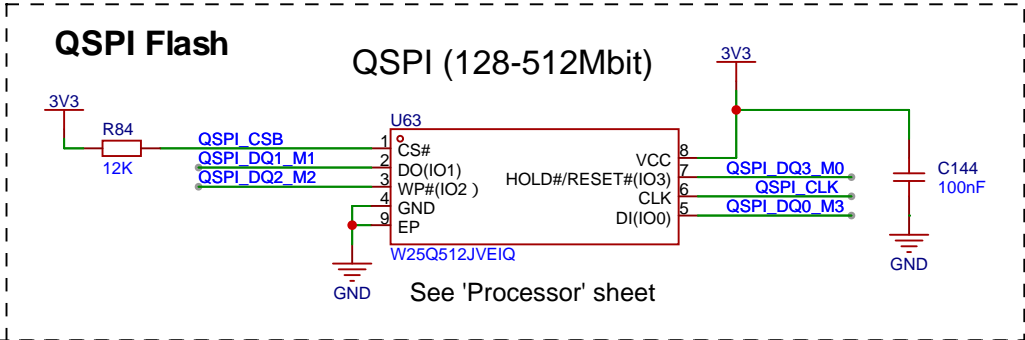 QSPI Flash
QSPI (128-512Mbit)
3V3
3V3
R84
12K
U63
QSPI_CSB
QSPI_DQ1_M1
QSPI_DQ2_M2
1
2
3
4
9
CS#
DO(IO1)
WP#(IO2 )
GND
EP
VCC
HOLD#/RESET#(IO3)
CLK
DI(IO0)
8
7
6
5
QSPI_DQ3_M0
QSPI_CLK
QSPI_DQ0_M3
C144
100nF
W25Q512JVEIQ
GND
GND
See 'Processor' sheet